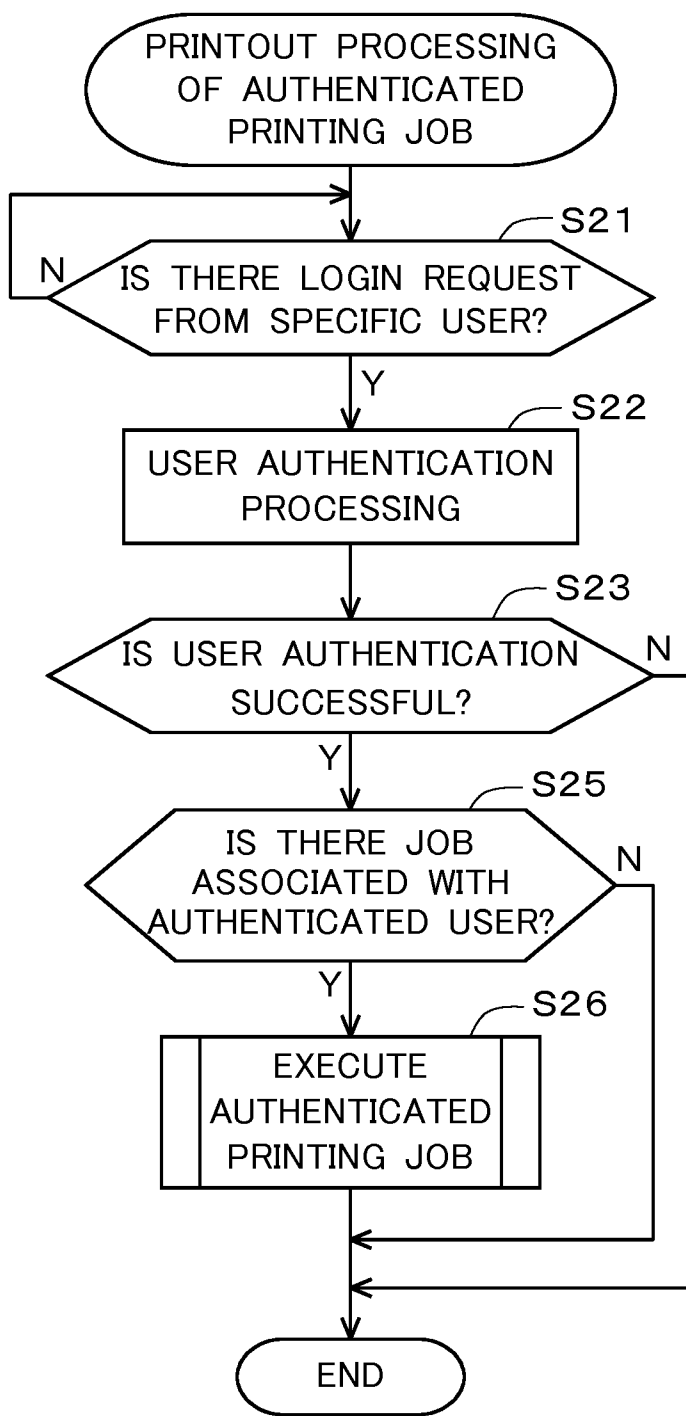 PRINTOUT PROCESSING
OF AUTHENTICATED
PRINTING JOB
S21
N
IS THERE LOGIN REQUEST
FROM SPECIFIC USER?
Y
S22
USER AUTHENTICATION
PROCESSING
S23
IS USER AUTHENTICATION
SUCCESSFUL?
N
Y
S25
IS THERE JOB
ASSOCIATED WITH
AUTHENTICATED USER?
N
Y
S26
EXECUTE
AUTHENTICATED
PRINTING JOB
END